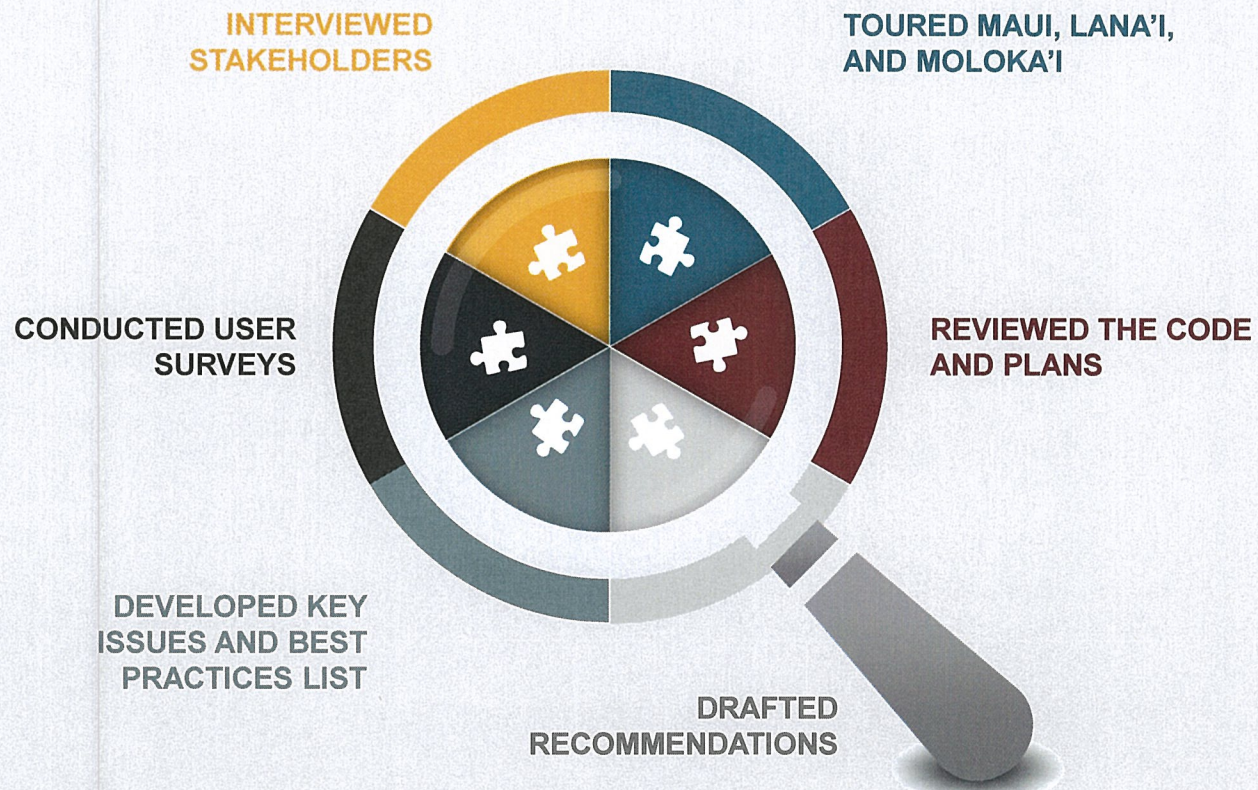 INTERVIEWED
STAKEHOLDERS
TOURED MAUI, LANA'I,
AND MOLOKA'I
CONDUCTED USER
SURVEYS
REVIEWED THE CODE
AND PLANS
DEVELOPED KEY
ISSUES AND BEST
PRACTICES LIST
DRAFTED
RECOMMENDATIONS